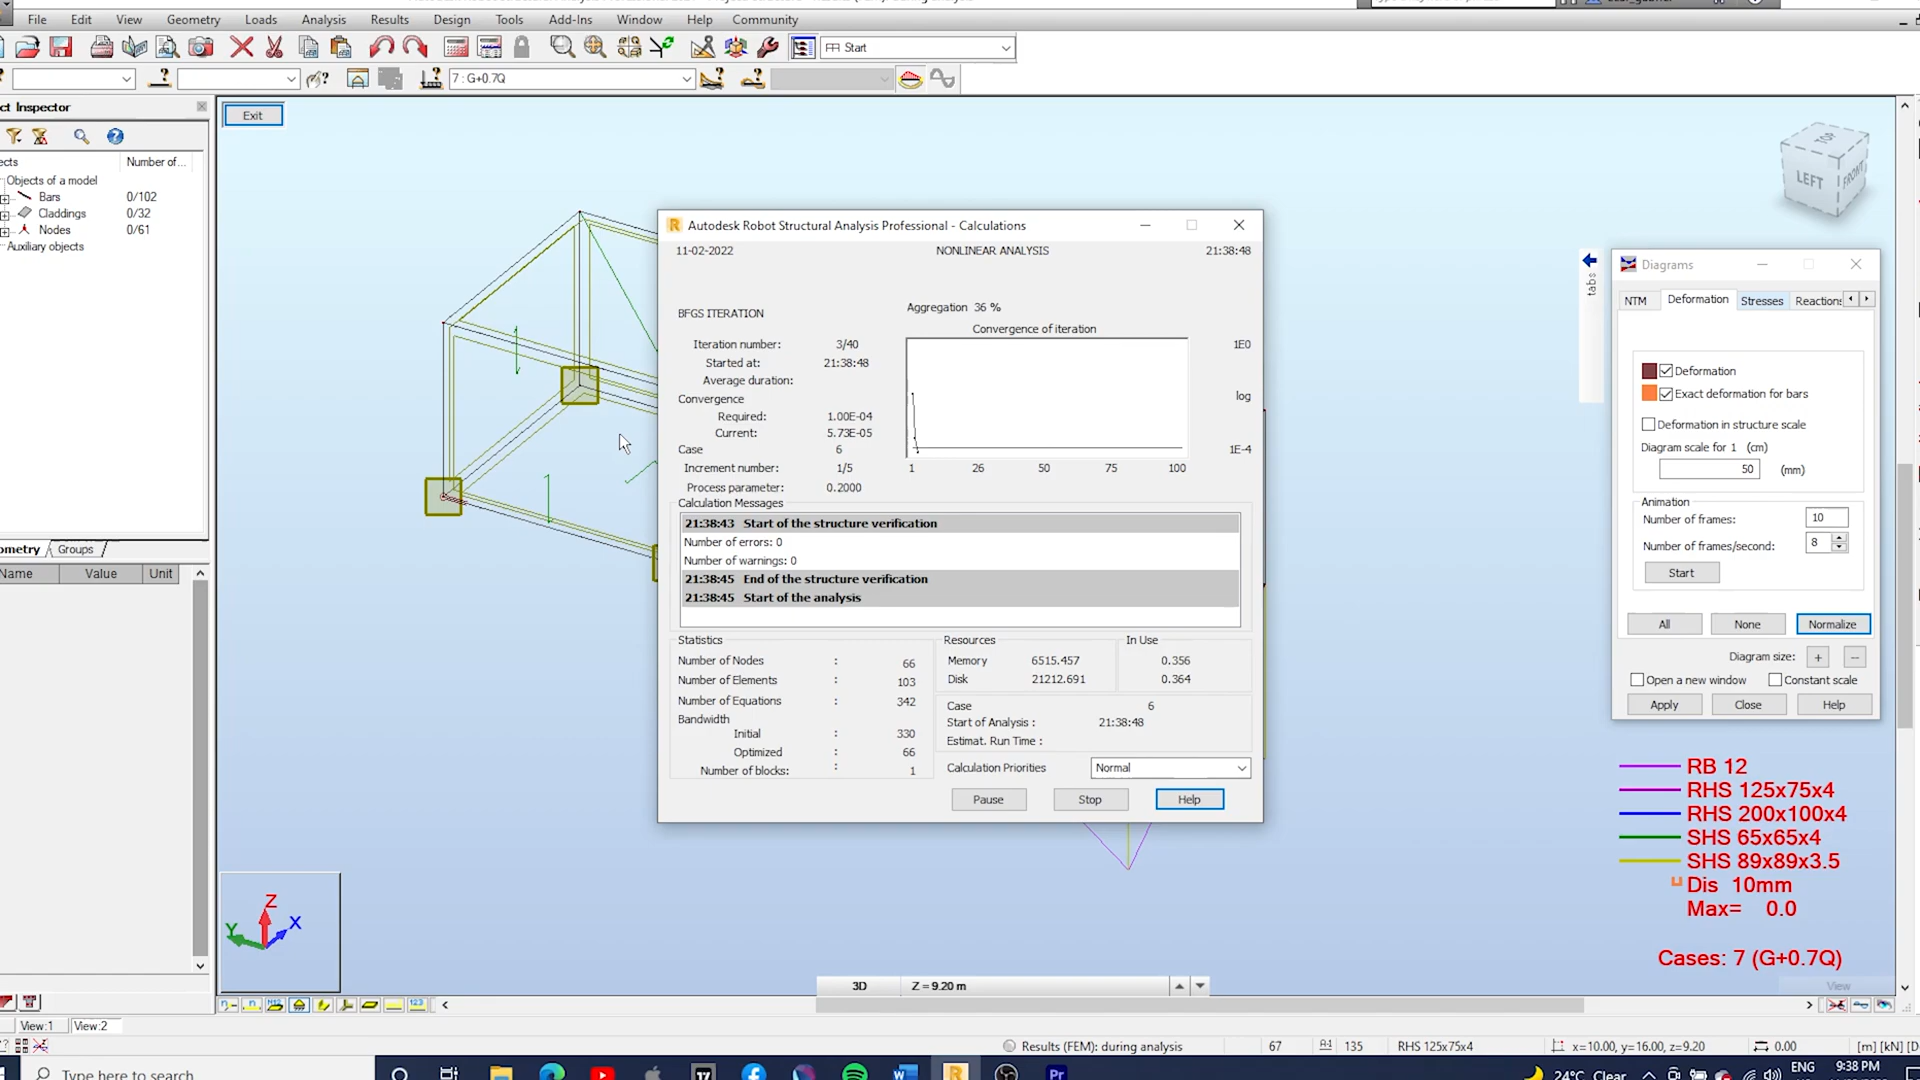 File Edit View Geometry Loads Analysis Results Design Tools Add-Ins Window Help Community
Start
7 : G+0.7Q
ct Inspector
Exit
ects Number of...
Objects of a model
Bars 0/102
Claddings 0/32
Nodes 0/61
Auxiliary objects
ometry Groups
Name Value Unit
TOP
LEFT
FRONT
Autodesk Robot Structural Analysis Professional - Calculations
11-02-2022 NONLINEAR ANALYSIS 21:38:48
Aggregation 36 %
BFGS ITERATION
Convergence of iteration
Iteration number: 3/40
Started at: 21:38:48
Average duration:
Convergence
Required: 1.00E-04
Current: 5.73E-05
Case 6
Increment number: 1/5
Process parameter: 0.2000
1E0
log
1E-4
1 26 50 75 100
Calculation Messages
21:38:43 Start of the structure verification
Number of errors: 0
Number of warnings: 0
21:38:45 End of the structure verification
21:38:45 Start of the analysis
Statistics
Number of Nodes : 66
Number of Elements : 103
Number of Equations : 342
Bandwidth
Initial : 330
Optimized : 66
Number of blocks: : 1
Resources In Use
Memory 6515.457 0.356
Disk 21212.691 0.364
Case 6
Start of Analysis : 21:38:48
Estimat. Run Time :
Calculation Priorities Normal
Pause Stop Help
tabs
Diagrams
NTM Deformation Stresses Reactions
Deformation
Exact deformation for bars
Deformation in structure scale
Diagram scale for 1 (cm)
50 (mm)
Animation
Number of frames: 10
Number of frames/second: 8
Start
All None Normalize
Diagram size: + -
Open a new window Constant scale
Apply Close Help
RB 12
RHS 125x75x4
RHS 200x100x4
SHS 65x65x4
SHS 89x89x3.5
Dis 10mm
Max= 0.0
Cases: 7 (G+0.7Q)
Z
X
Y
3D Z = 9.20 m
View
View:1 View:2
Results (FEM): during analysis 67 135 RHS 125x75x4 x=10.00, y=16.00, z=9.20 0.00 [m] [kN] [D
Type here to search
24°C Clear ENG 9:38 PM